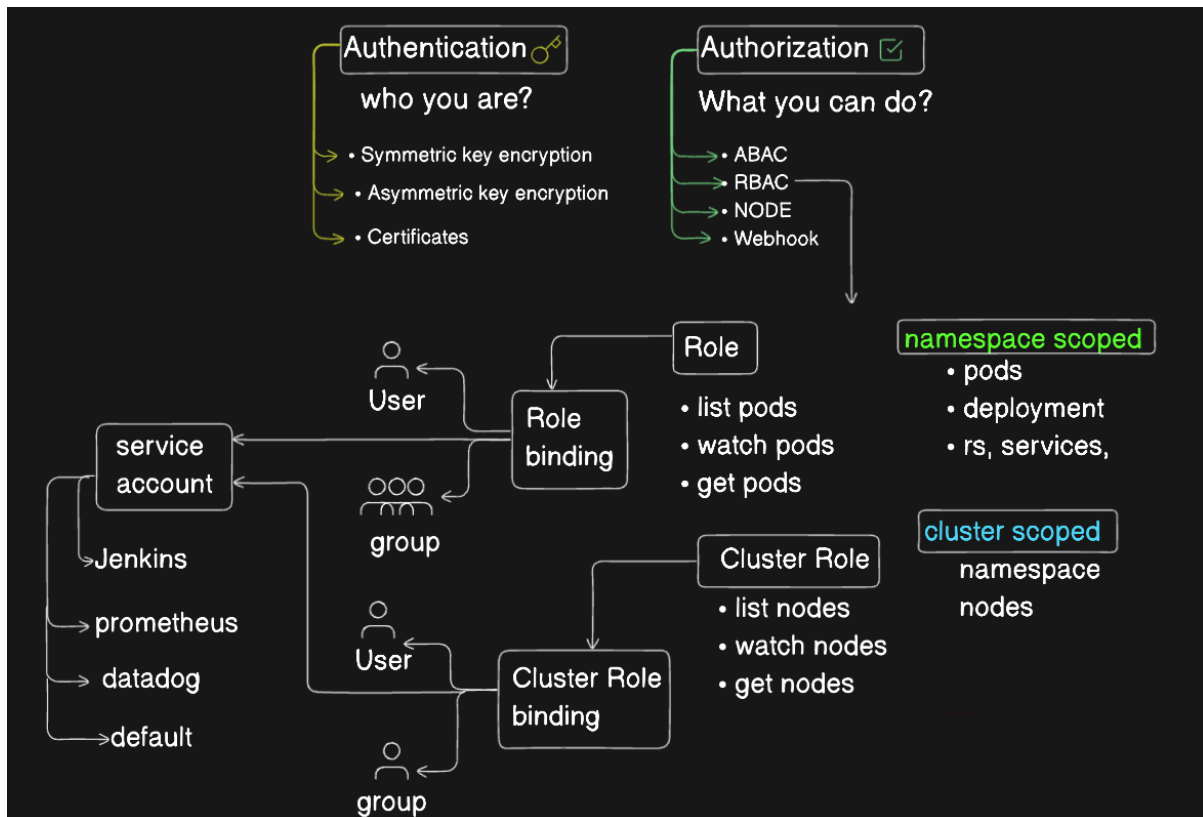 Authentication
who you are?
• Symmetric key encryption
• Asymmetric key encryption
• Certificates
Authorization
What you can do?
• ABAC
• RBAC
• NODE
• Webhook
Role
• list pods
• watch pods
• get pods
namespace scoped
• pods
• deployment
• rs, services,
User
Role
binding
group
service
account
Jenkins
prometheus
datadog
default
Cluster Role
• list nodes
• watch nodes
• get nodes
cluster scoped
namespace
nodes
User
Cluster Role
binding
group